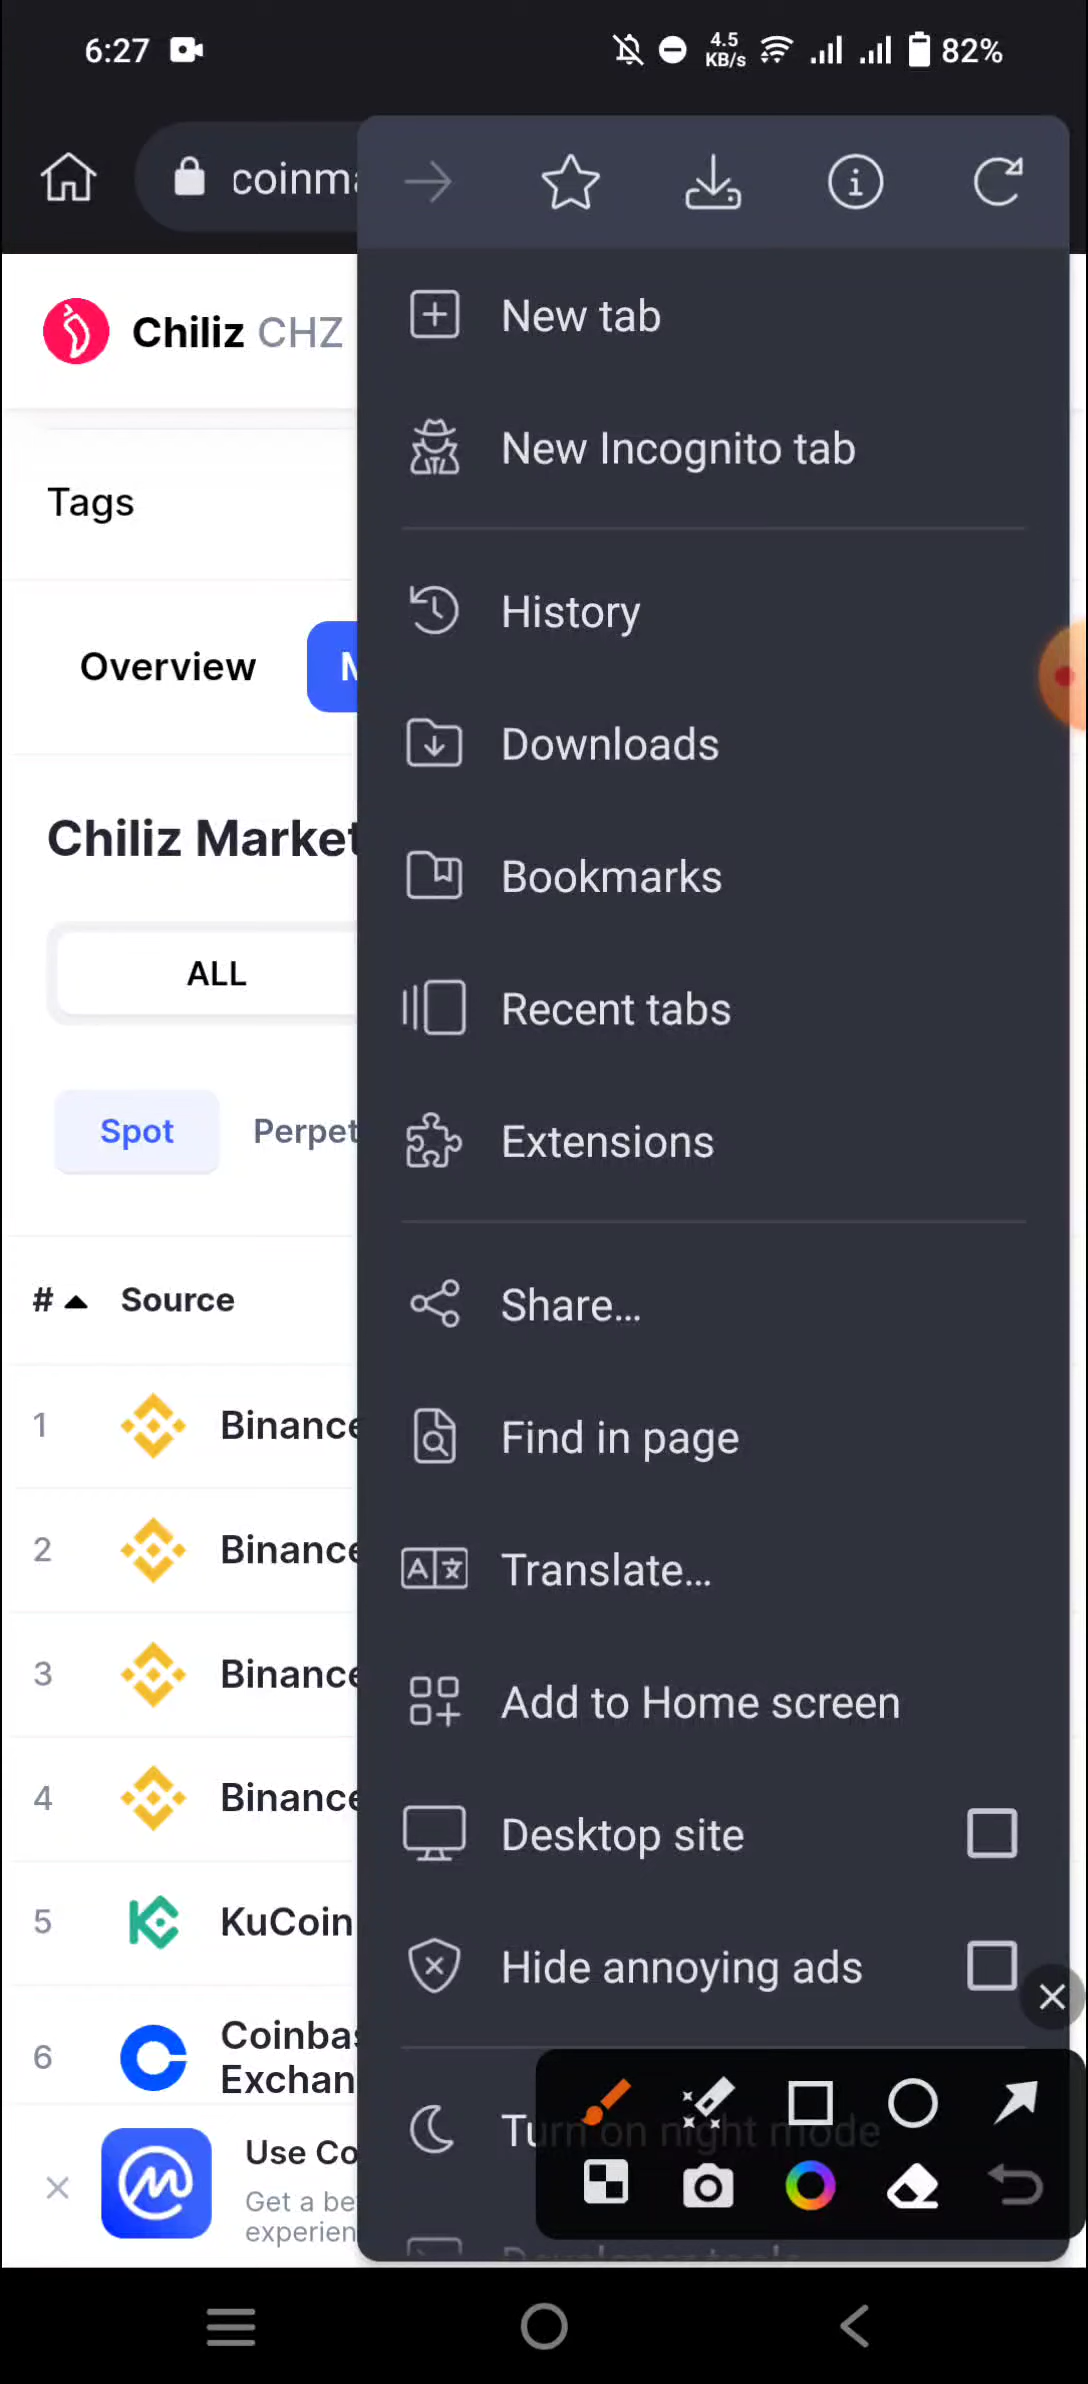 6:27
4.5
KB/s
82%
coinma
Chiliz CHZ
New tab
New Incognito tab
Tags
History
Overview
Downloads
Chiliz Market
Bookmarks
ALL
Recent tabs
Spot
Perpet
Extensions
# Source
Share...
1 Binance
Find in page
2 Binance
Translate...
3 Binance
Add to Home screen
4 Binance
Desktop site
5 KuCoin
Hide annoying ads
6 Coinbas
Exchan
Turn on night mode
Use Co
Get a be
experien